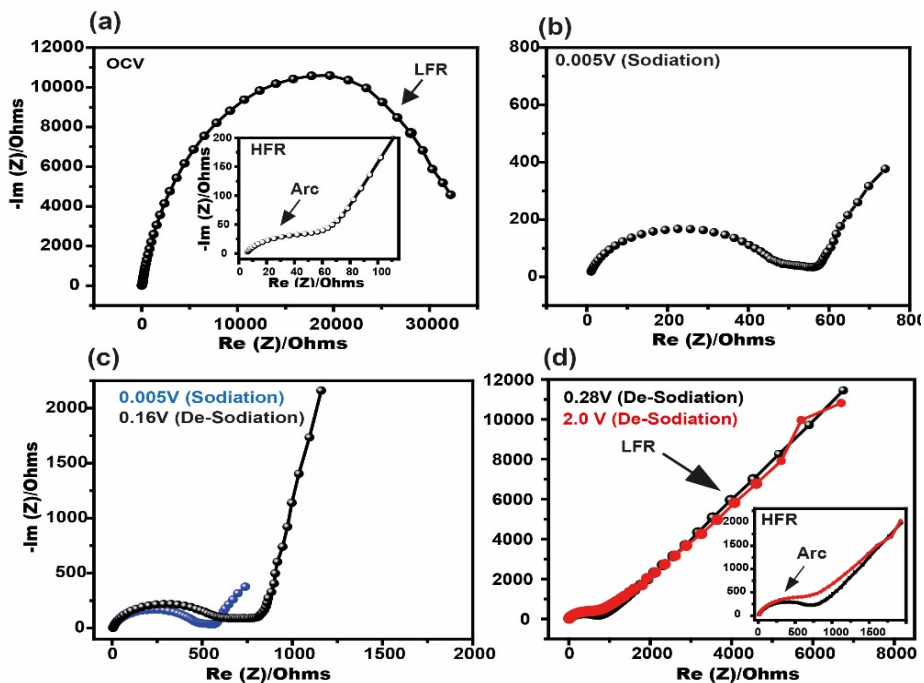 (a)
12000
10000
8000
6000
4000
2000
0
-Im (Z)/Ohms
OCV
LFR
HFR
Arc
200
150
100
50
0
-Im (Z)/Ohms
0 20 40 60 80 100
Re (Z)/Ohms
0 10000 20000 30000
Re (Z)/Ohms
(b)
800
600
400
200
0
0.005V (Sodiation)
0 200 400 600 800
Re (Z)/Ohms
(c)
2000
1500
1000
500
0
-Im (Z)/Ohms
0.005V (Sodiation)
0.16V (De-Sodiation)
0 500 1000 1500 2000
Re (Z)/Ohms
(d)
12000
10000
8000
6000
4000
2000
0
0.28V (De-Sodiation)
2.0 V (De-Sodiation)
LFR
HFR
Arc
2000
1500
1000
500
0
0 500 1000 1500
0 2000 4000 6000 8000
Re (Z)/Ohms